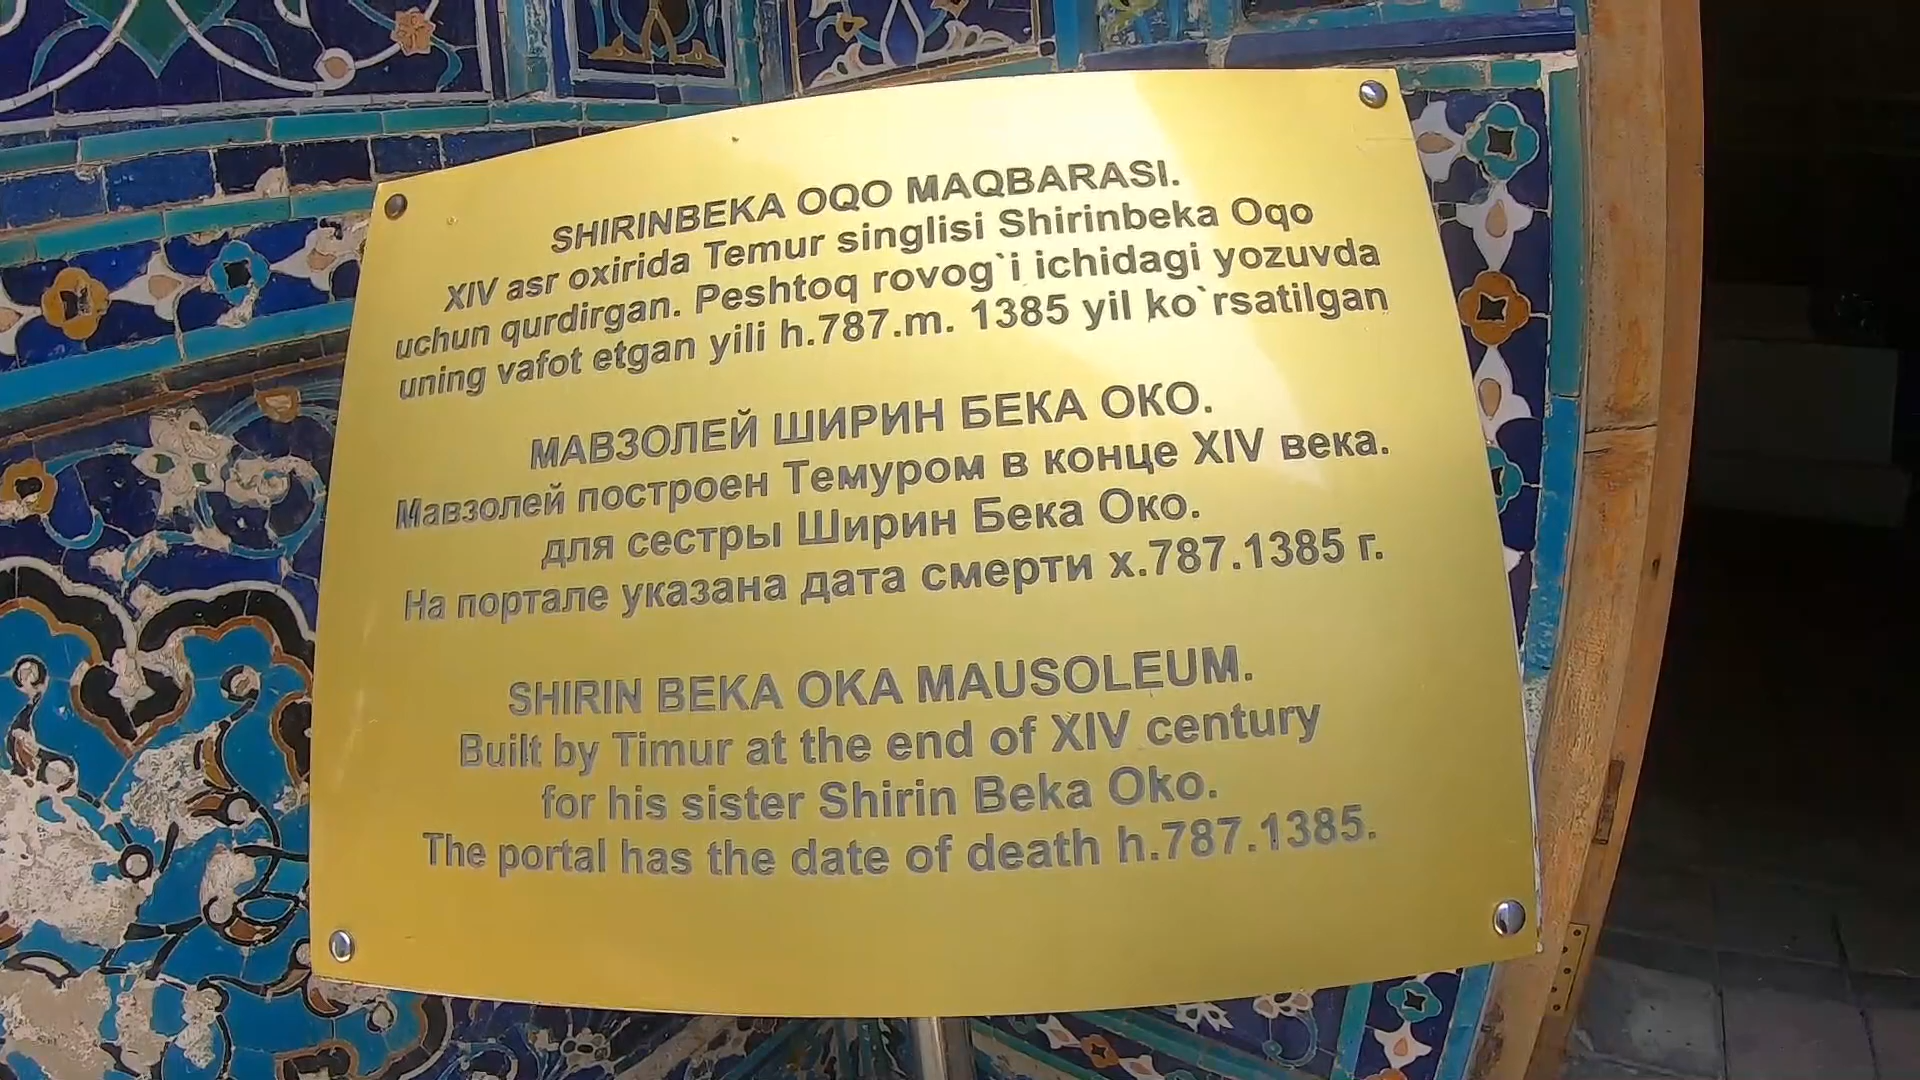 SHIRINBEKA OQO MAQBARASI.
XIV asr oxirida Temur singlisi Shirinbeka Oqo
uchun qurdirgan. Peshtoq rovog`i ichidagi yozuvda
uning vafot etgan yili h.787.m. 1385 yil ko`rsatilgan
МАВЗОЛЕЙ ШИРИН БЕКА ОКО.
Мавзолей построен Темуром в конце XIV века.
для сестры Ширин Бека Око.
На портале указана дата смерти х.787.1385 г.
SHIRIN BEKA OKA MAUSOLEUM.
Built by Timur at the end of XIV century
for his sister Shirin Beka Oko.
The portal has the date of death h.787.1385.